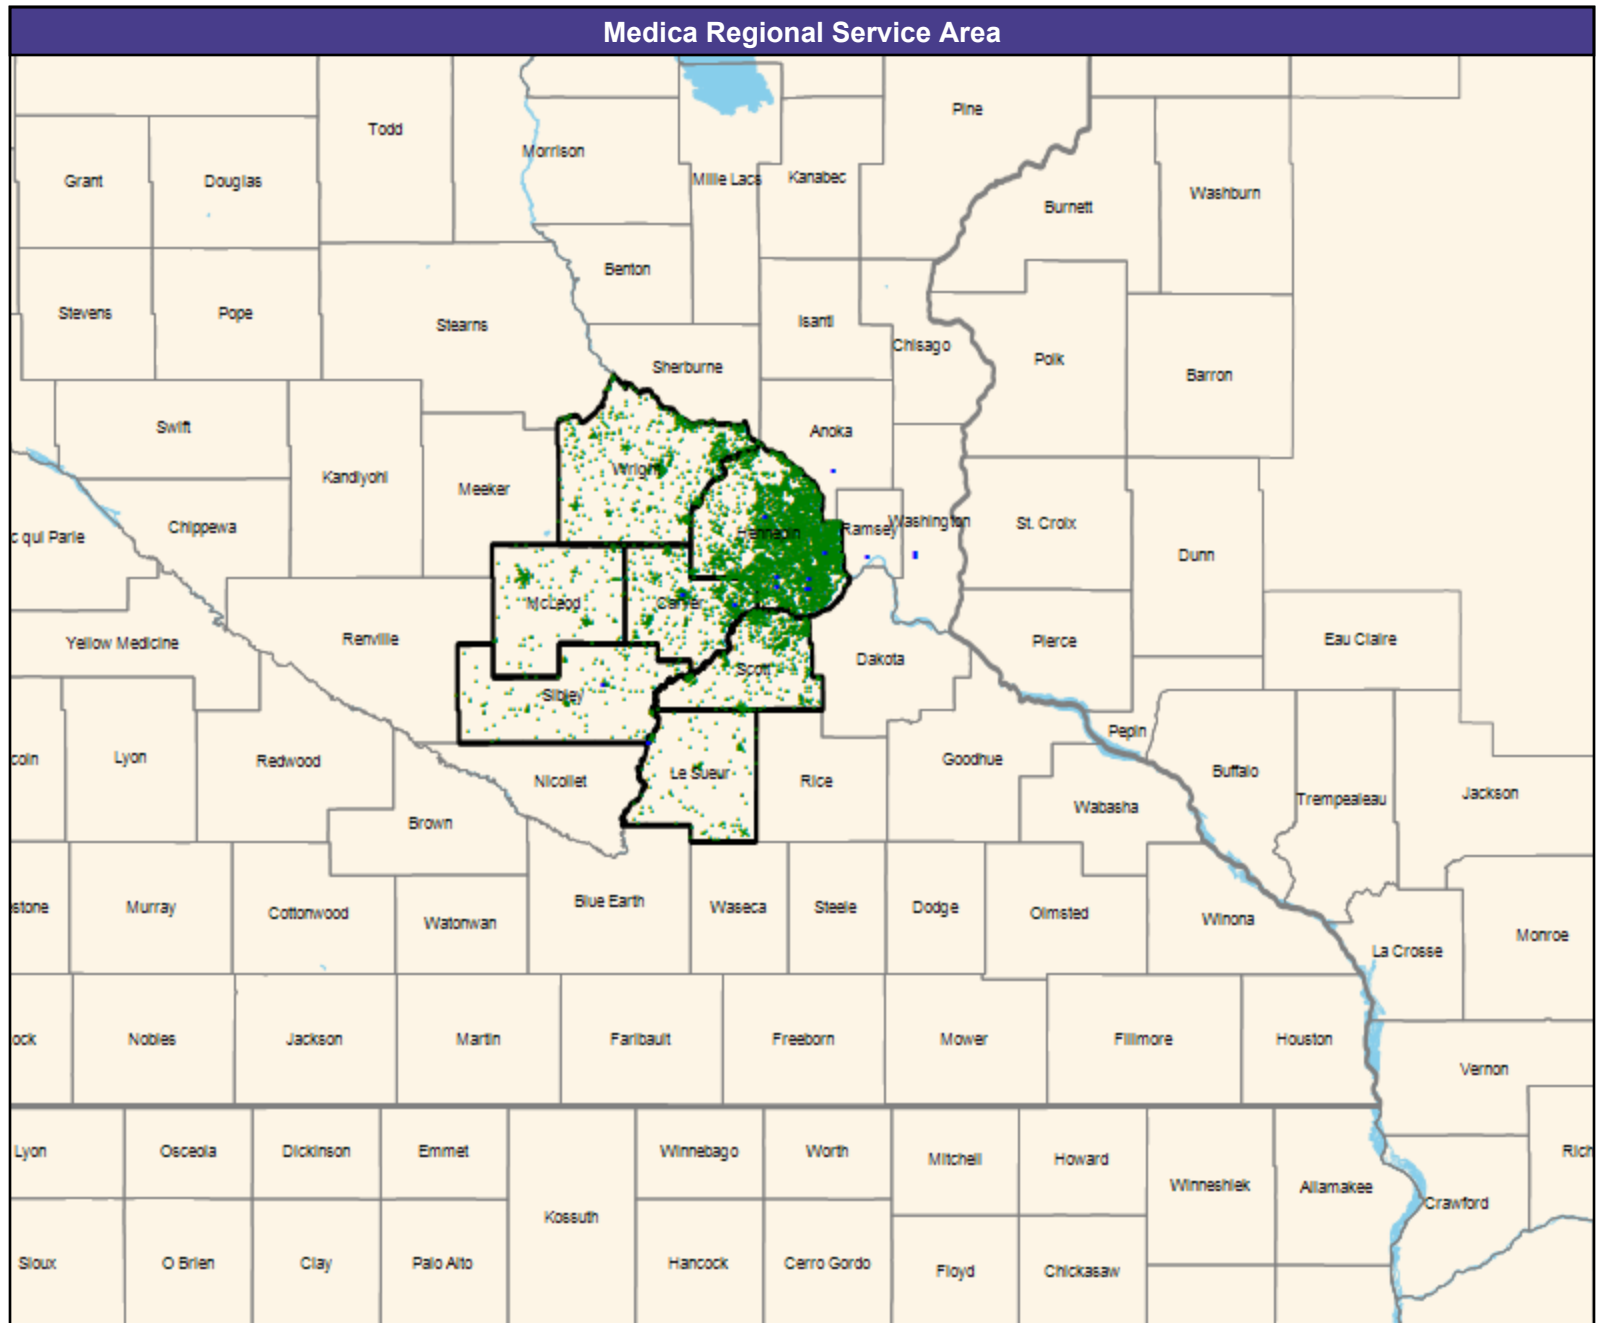 Medica Regional Service Area
Pine
Todd
Morrison
Mille Lacs
Kanabec
Grant
Douglas
Washburn
Burnett
Benton
Stevens
Pope
Stearns
Isanti
Chisago
Polk
Barron
Sherburne
Swift
Anoka
Wright
Kandiyohi
Meeker
Chippewa
c qui Parle
Hennepin
Ramsey
Washington
St. Croix
Dunn
McLeod
Carver
Yellow Medicine
Renville
Pierce
Eau Claire
Scott
Dakota
Sibley
coln
Lyon
Redwood
Nicollet
Le Sueur
Rice
Goodhue
Pepin
Buffalo
Trempealeau
Jackson
Wabasha
Brown
stone
Murray
Cottonwood
Watonwan
Blue Earth
Waseca
Steele
Dodge
Olmsted
Winona
La Crosse
Monroe
ock
Nobles
Jackson
Martin
Faribault
Freeborn
Mower
Fillmore
Houston
Vernon
Lyon
Osceola
Dickinson
Emmet
Winnebago
Worth
Mitchell
Howard
Winneshiek
Allamakee
Crawford
Rich
Kossuth
Sioux
O Brien
Clay
Palo Alto
Hancock
Cerro Gordo
Floyd
Chickasaw